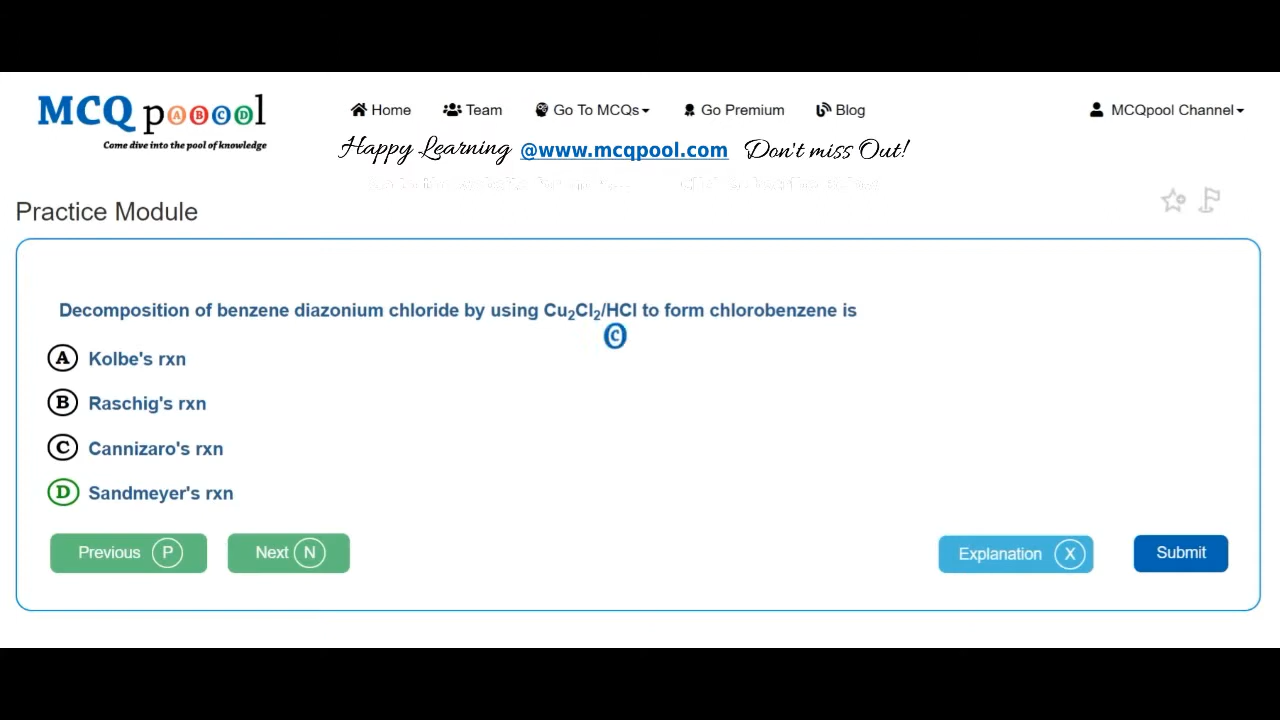 MCQ pABCDl
Come dive into the pool of knowledge
Home Team Go To MCQs Go Premium Blog MCQpool Channel
Happy Learning @www.mcqpool.com Don't miss Out!
Practice Module
Decomposition of benzene diazonium chloride by using Cu₂Cl₂/HCl to form chlorobenzene is
C
A Kolbe's rxn
B Raschig's rxn
C Cannizaro's rxn
D Sandmeyer's rxn
Previous P Next N Explanation X Submit